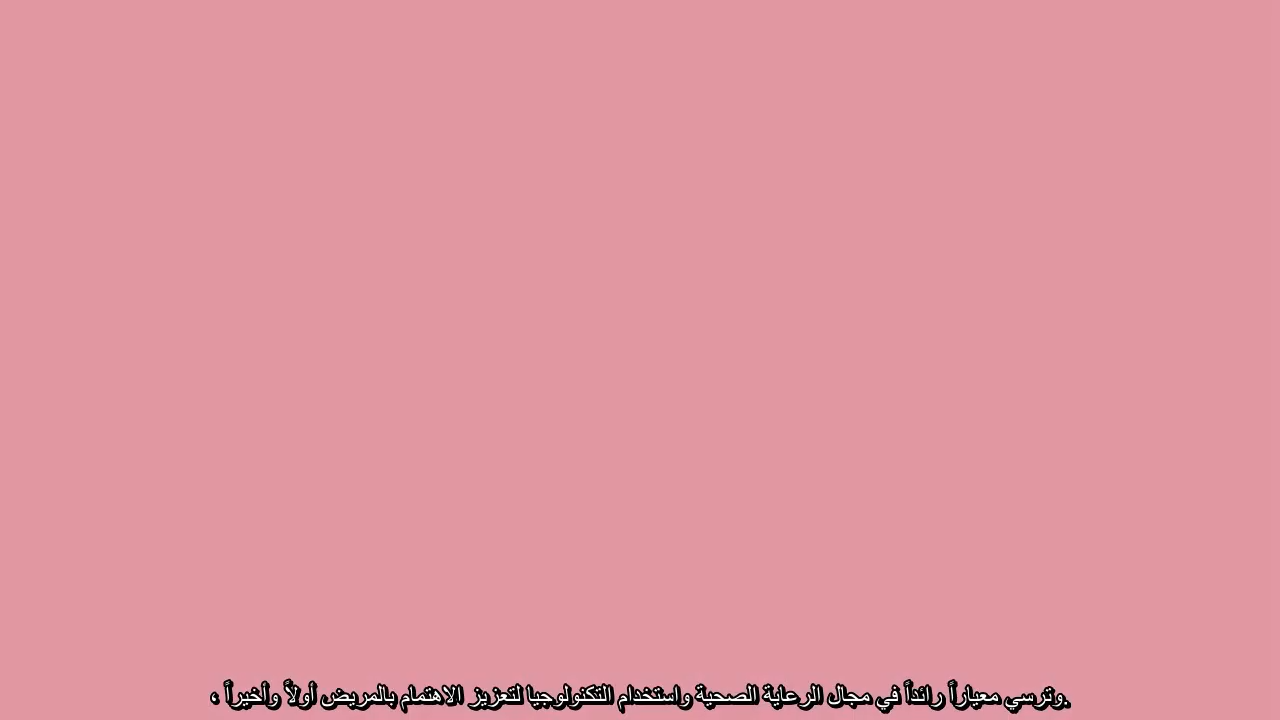 .وترسي معياراً رائداً في مجال الرعاية الصحية واستخدام التكنولوجيا لتعزيز الاهتمام بالمريض أولاً وأخيراً ،